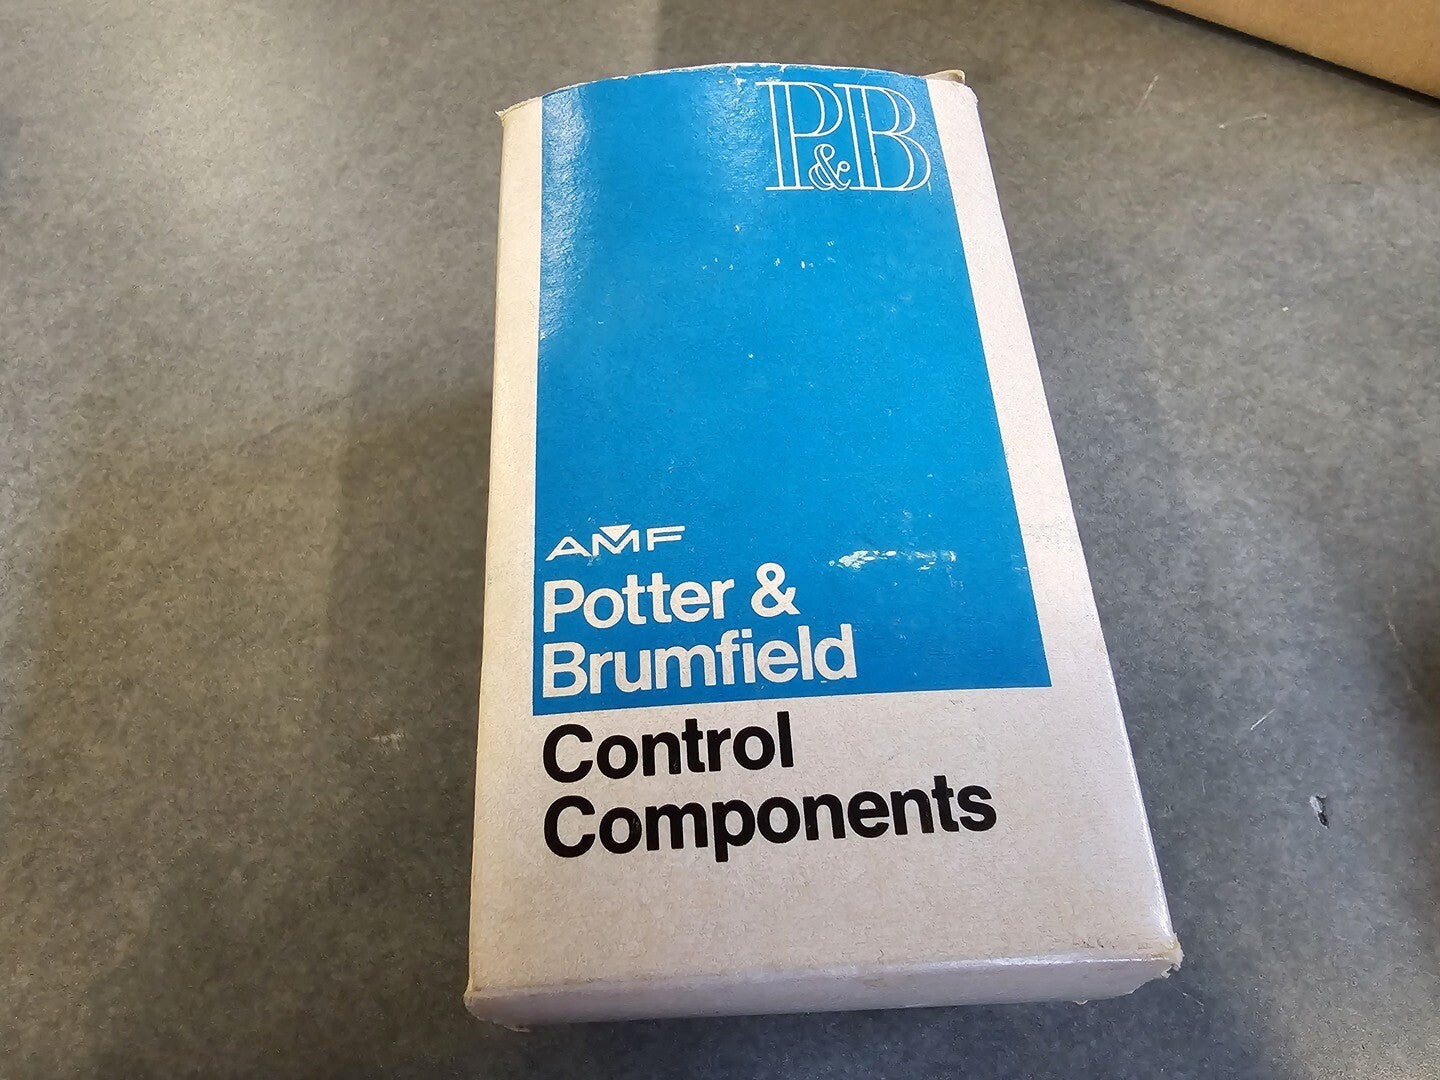 P&B
AMF
Potter &
Brumfield
Control
Components